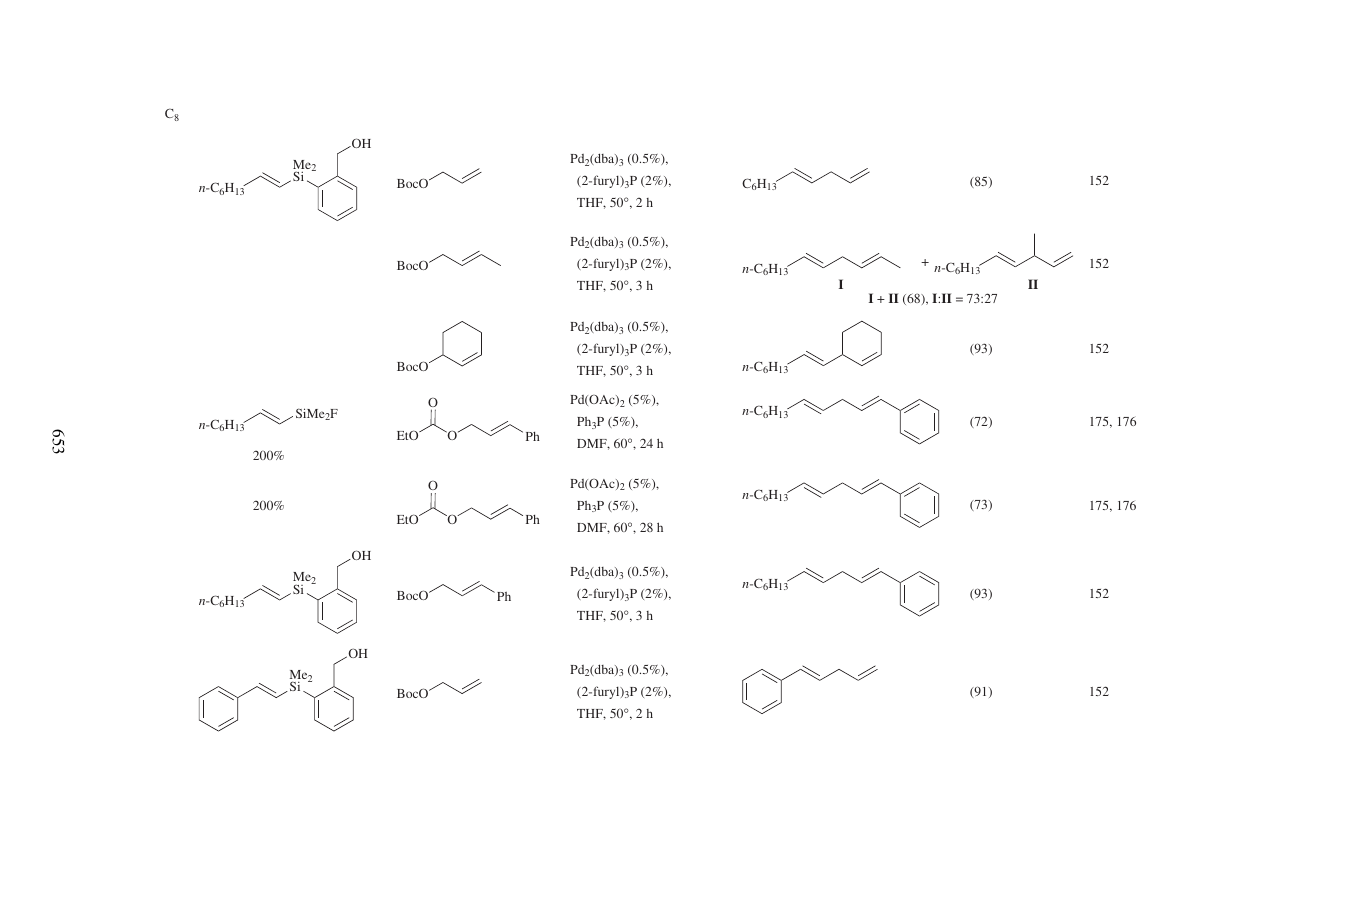 C8
OH
Me2
Si
n-C6H13
BocO
Pd2(dba)3 (0.5%),
(2-furyl)3P (2%),
THF, 50°, 2 h
C6H13
(85)
152
BocO
Pd2(dba)3 (0.5%),
(2-furyl)3P (2%),
THF, 50°, 3 h
n-C6H13
+
n-C6H13
152
I
II
I + II (68), I:II = 73:27
BocO
Pd2(dba)3 (0.5%),
(2-furyl)3P (2%),
THF, 50°, 3 h
n-C6H13
(93)
152
n-C6H13
SiMe2F
200%
O
EtO
O
Ph
Pd(OAc)2 (5%),
Ph3P (5%),
DMF, 60°, 24 h
n-C6H13
(72)
175, 176
653
200%
O
EtO
O
Ph
Pd(OAc)2 (5%),
Ph3P (5%),
DMF, 60°, 28 h
n-C6H13
(73)
175, 176
OH
Me2
Si
n-C6H13
BocO
Ph
Pd2(dba)3 (0.5%),
(2-furyl)3P (2%),
THF, 50°, 3 h
n-C6H13
(93)
152
OH
Me2
Si
BocO
Pd2(dba)3 (0.5%),
(2-furyl)3P (2%),
THF, 50°, 2 h
(91)
152